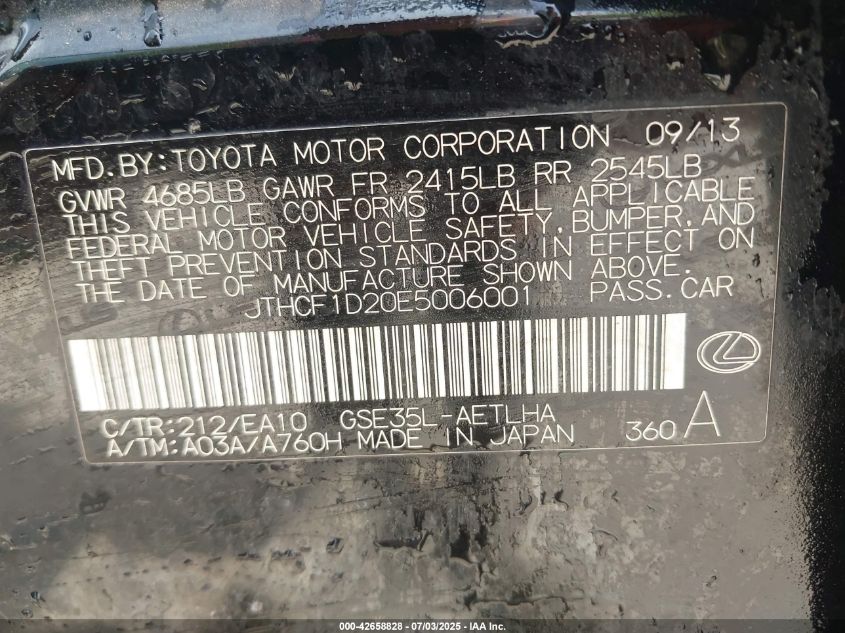 MFD.BY:TOYOTA MOTOR CORPORATION 09/13
GVWR 4685LB GAWR FR 2415LB RR 2545LB
THIS VEHICLE CONFORMS TO ALL APPLICABLE
FEDERAL MOTOR VEHICLE SAFETY,BUMPER,AND
THEFT PREVENTION STANDARDS IN EFFECT ON
THE DATE OF MANUFACTURE SHOWN ABOVE.
JTHCF1D20E5006001 PASS.CAR
C/TR:212/EA10 GSE35L-AETLHA
A/TM:A03A/A760H MADE IN JAPAN 360 A
000-42658828 - 07/03/2025 - IAA Inc.